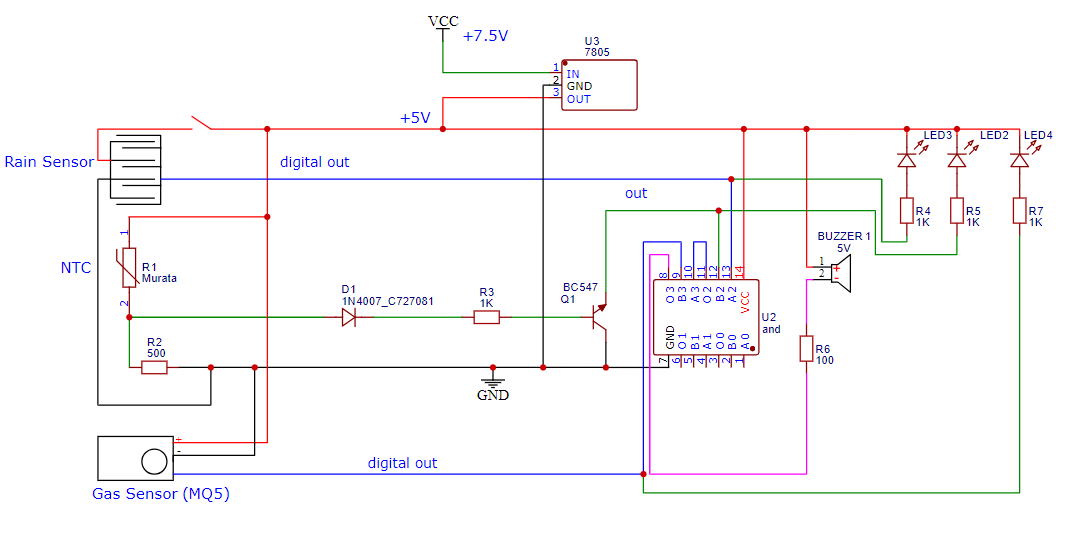 VCC
+7.5V
U3
7805
1
IN
2
GND
3
OUT
+5V
LED3
LED2
LED4
Rain Sensor
digital out
out
R4
1K
R5
1K
R7
1K
BUZZER 1
5V
1
+
2
-
NTC
1
R1
Murata
2
D1
1N4007_C727081
R3
1K
BC547
Q1
8
9
10
11
12
13
14
O3
B3
A3
O2
B2
A2
VCC
U2
and
GND
O1
B1
A1
O0
B0
A0
7
6
5
4
3
2
1
R6
100
R2
500
GND
+
-
digital out
Gas Sensor (MQ5)